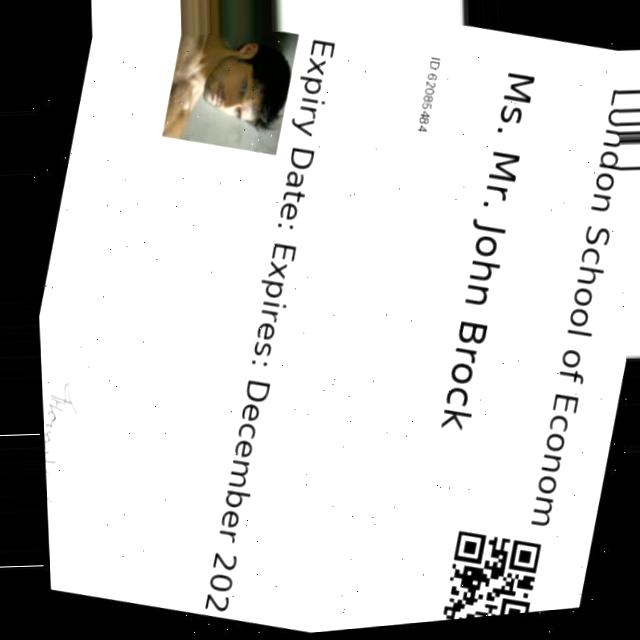 London School of Econom
Ms. Mr. John Brock
ID 62085484
Expiry Date: Expires: December 202